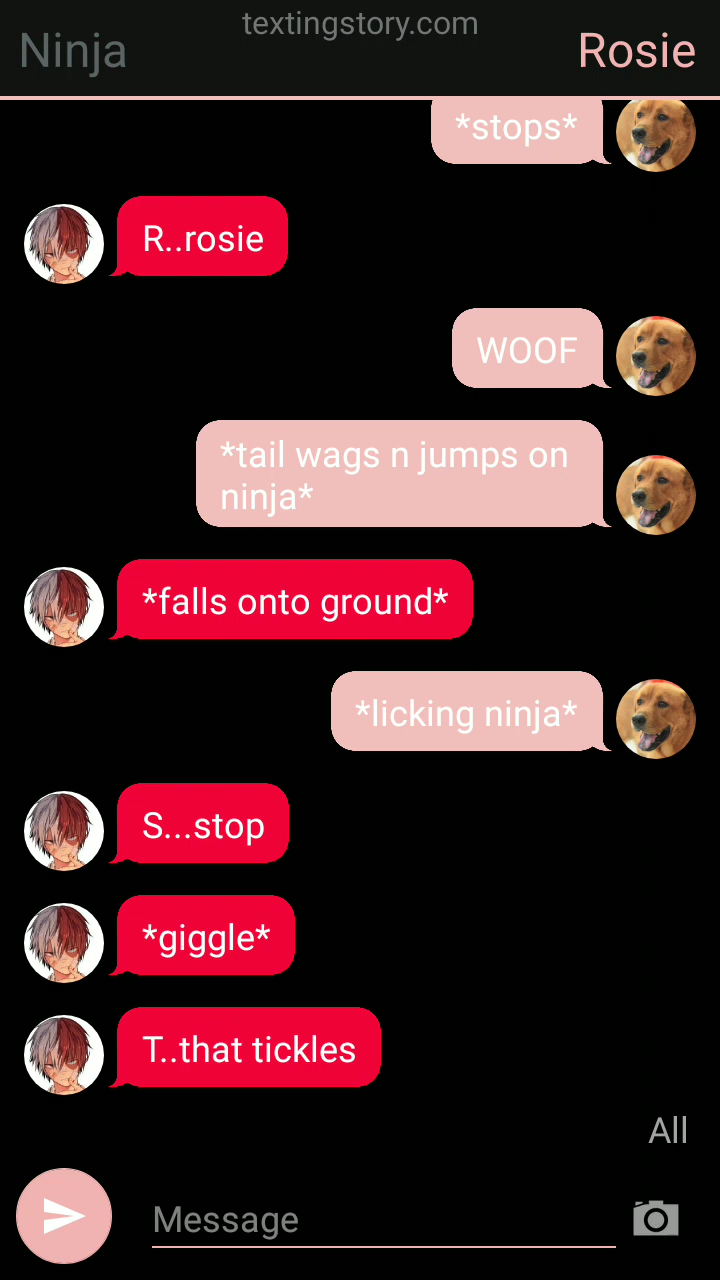 textingstory.com
Ninja
Rosie
*stops*
R..rosie
WOOF
*tail wags n jumps on
ninja*
*falls onto ground*
*licking ninja*
S...stop
*giggle*
T..that tickles
All
Message